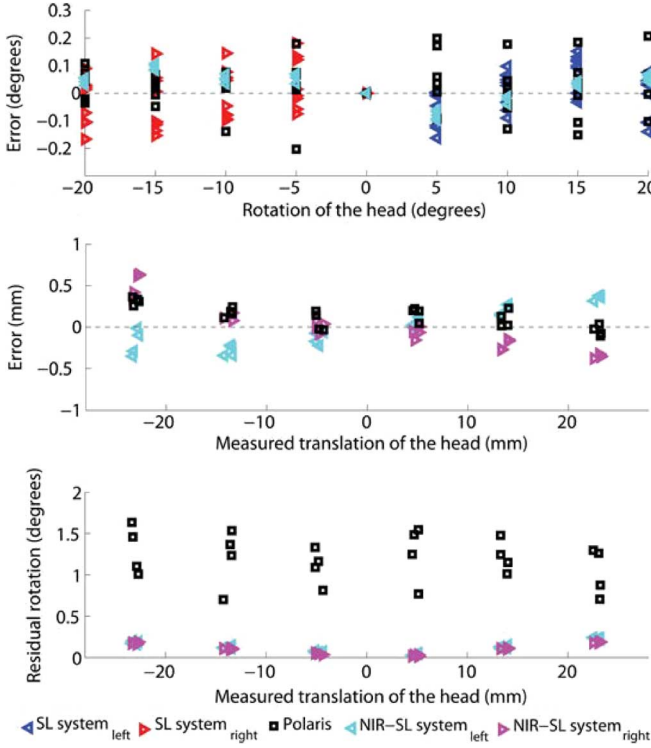 0.3
0.2
0.1
0
−0.1
−0.2
Error (degrees)
−20 −15 −10 −5 0 5 10 15 20
Rotation of the head (degrees)
1
0.5
0
−0.5
−1
Error (mm)
−20 −10 0 10 20
Measured translation of the head (mm)
2
1.5
1
0.5
0
Residual rotation (degrees)
−20 −10 0 10 20
Measured translation of the head (mm)
SL system left SL system right Polaris NIR−SL system left NIR−SL system right